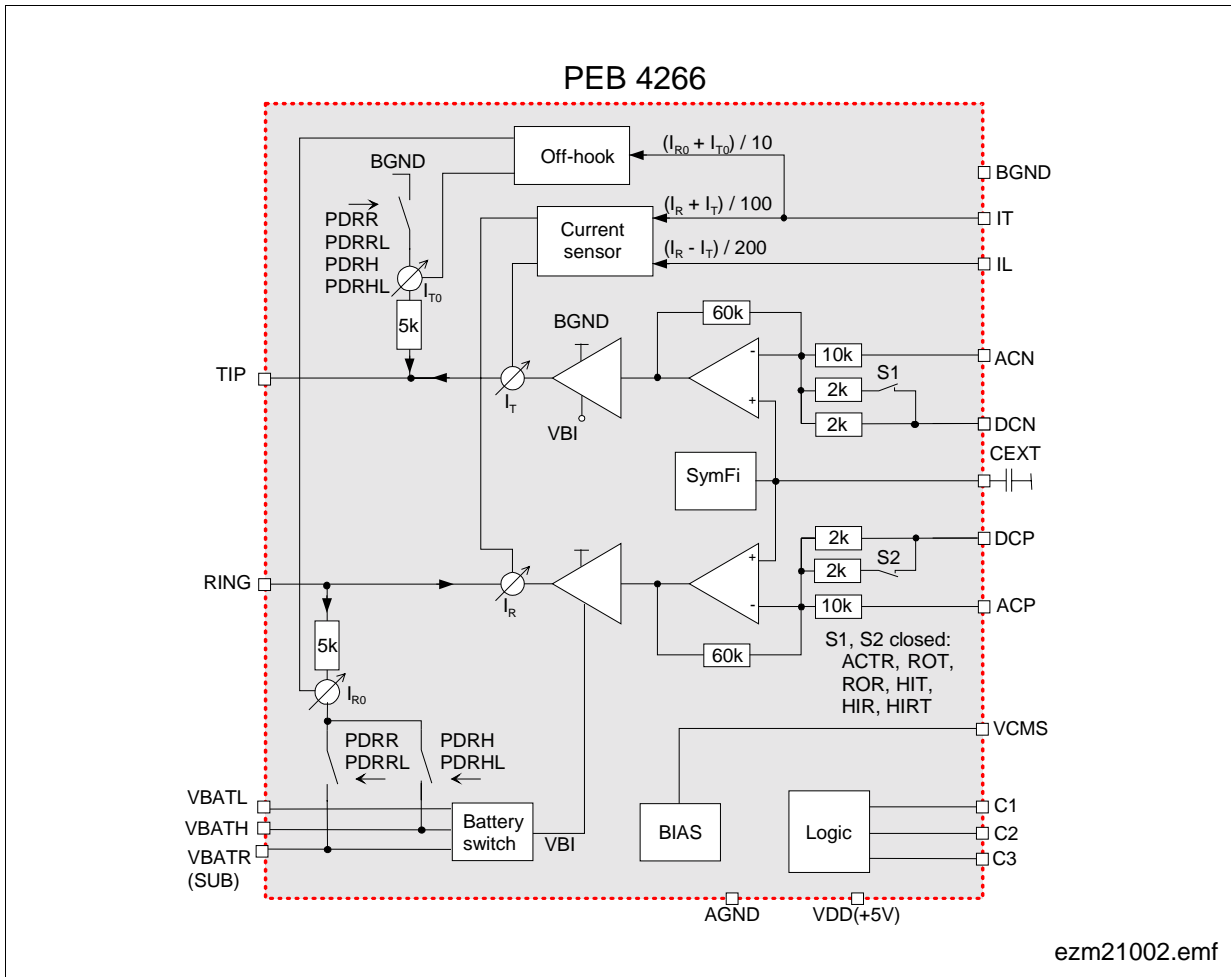 PEB 4266
Off-hook
(IR0 + IT0) / 10
BGND
BGND
PDRR
PDRRL
PDRH
PDRHL
IT0
5k
Current
sensor
(IR + IT) / 100
IT
(IR - IT) / 200
IL
BGND
60k
TIP
IT
VBI
-
+
10k
ACN
2k
S1
2k
DCN
CEXT
SymFi
RING
IR
+
-
2k
DCP
2k
S2
10k
ACP
60k
5k
IR0
S1, S2 closed:
ACTR, ROT,
ROR, HIT,
HIR, HIRT
PDRR
PDRRL
PDRH
PDRHL
VCMS
VBATL
VBATH
VBATR
(SUB)
Battery
switch
VBI
BIAS
Logic
C1
C2
C3
AGND
VDD(+5V)
ezm21002.emf